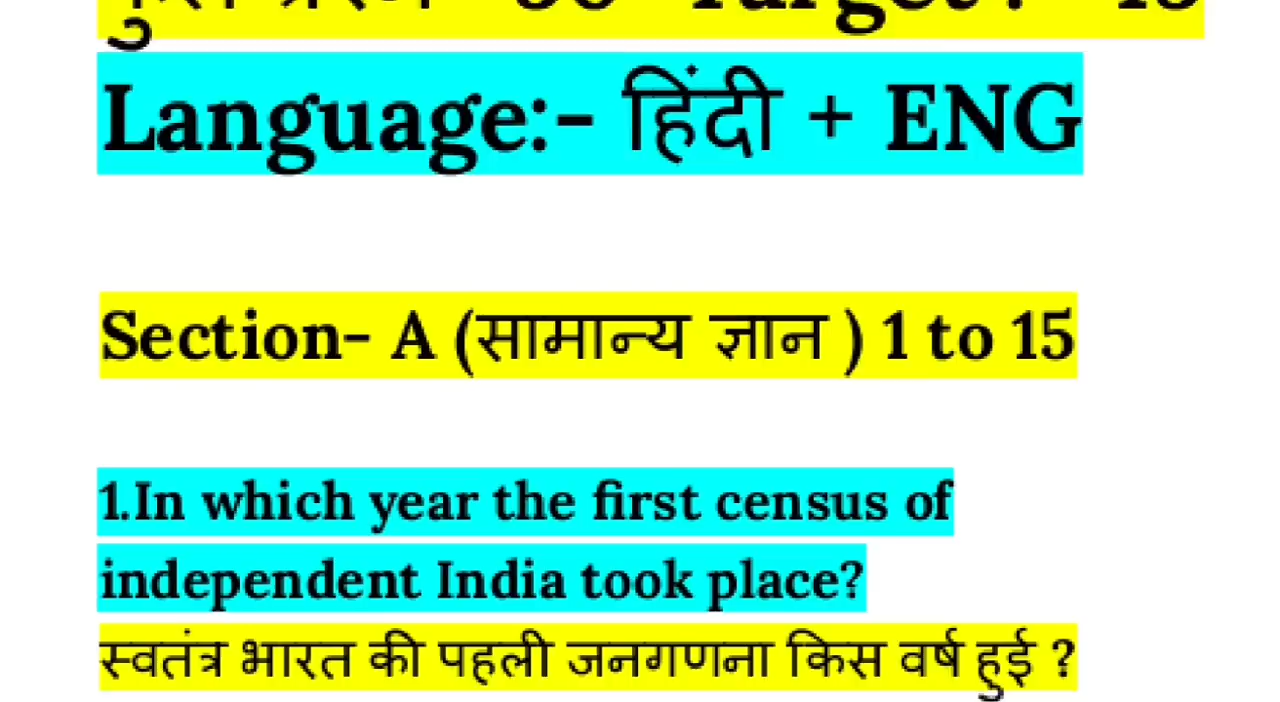 Language:- हिंदी + ENG
Section- A (सामान्य ज्ञान ) 1 to 15
1.In which year the first census of
independent India took place?
स्वतंत्र भारत की पहली जनगणना किस वर्ष हुई ?